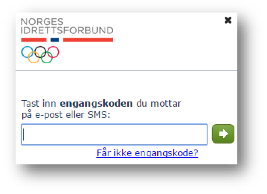 NORGES
IDRETTSFORBUND
Tast inn engangskoden du mottar
på e-post eller SMS:
Får ikke engangskode?